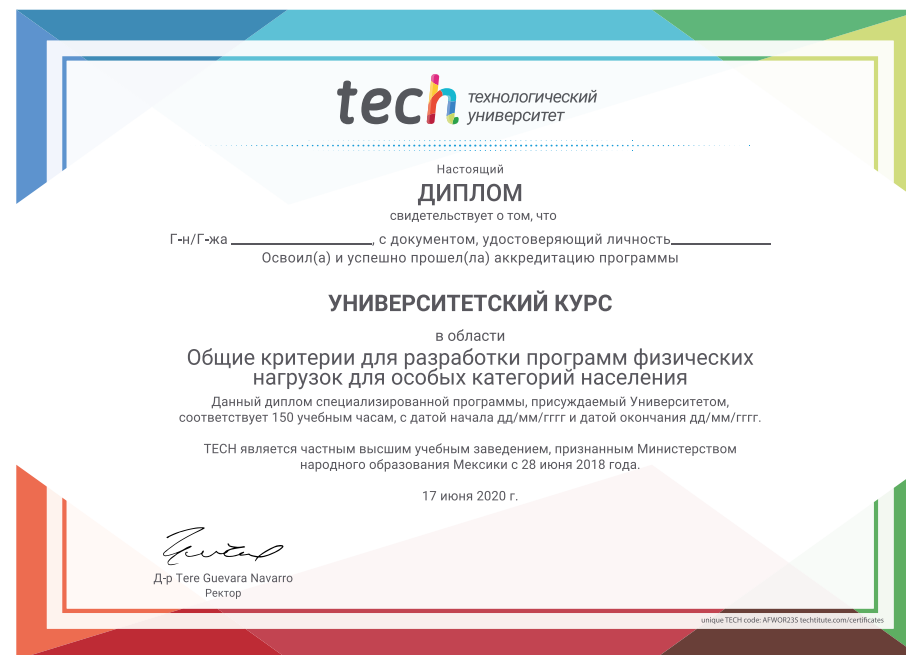 tech технологический
университет
Настоящий
ДИПЛОМ
свидетельствует о том, что
Г-н/Г-жа ________________, с документом, удостоверяющий личность____________
Освоил(а) и успешно прошел(ла) аккредитацию программы
УНИВЕРСИТЕТСКИЙ КУРС
в области
Общие критерии для разработки программ физических
нагрузок для особых категорий населения
Данный диплом специализированной программы, присуждаемый Университетом,
соответствует 150 учебным часам, с датой начала дд/мм/гггг и датой окончания дд/мм/гггг.
TECH является частным высшим учебным заведением, признанным Министерством
народного образования Мексики с 28 июня 2018 года.
17 июня 2020 г.
Д-р Tere Guevara Navarro
Ректор
unique TECH code: AFWOR23S techtitute.com/certificates